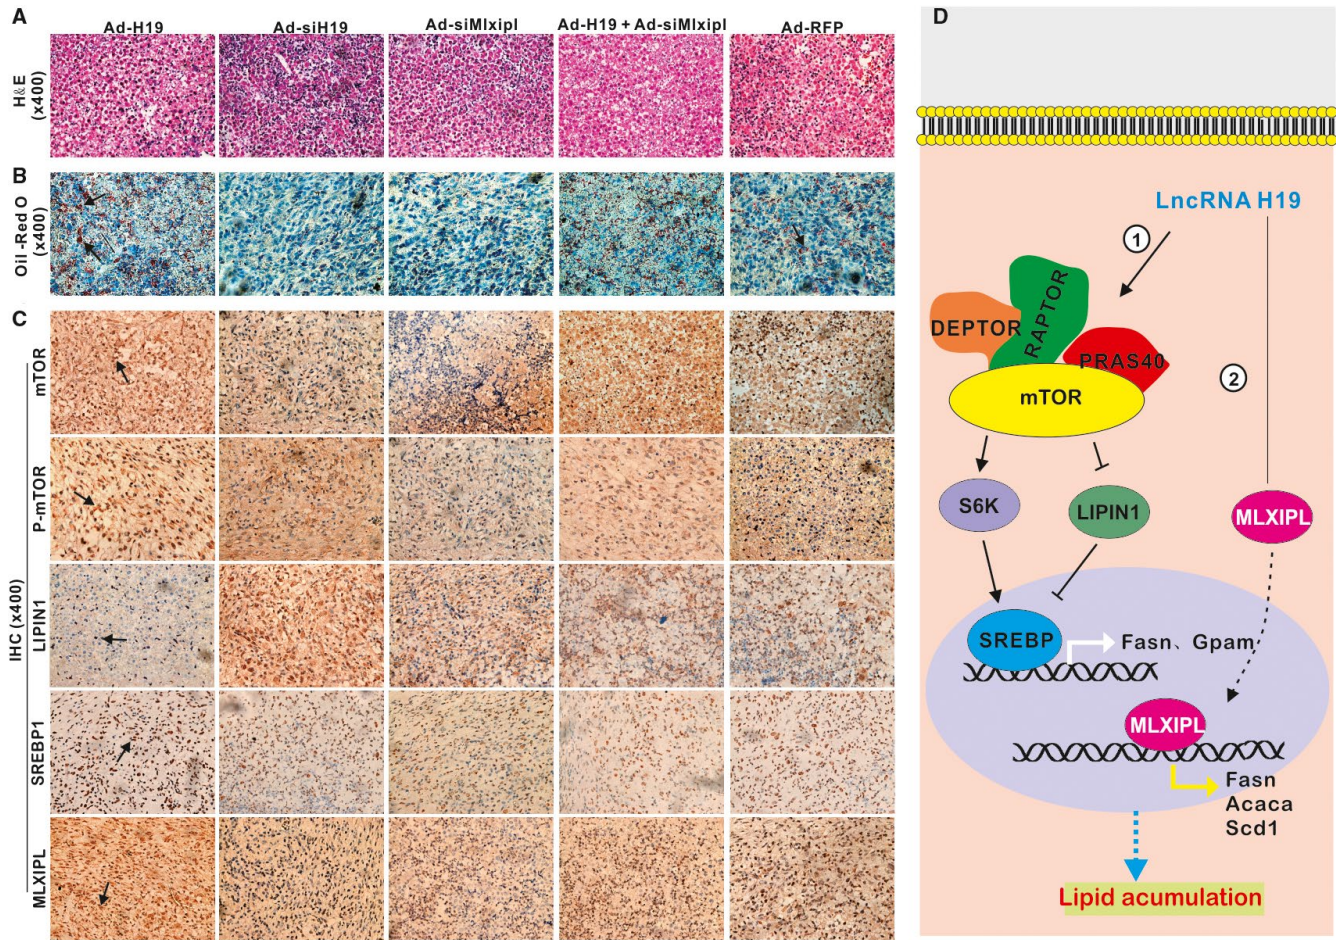 A
Ad-H19
Ad-siH19
Ad-siMlxipl
Ad-H19 + Ad-siMlxipl
Ad-RFP
H&E
(x400)
B
Oil -Red O
(x400)
C
IHC (x400)
mTOR
P-mTOR
LIPIN1
SREBP1
MLXIPL
D
LncRNA H19
1
DEPTOR
RAPTOR
PRAS40
mTOR
2
S6K
LIPIN1
MLXIPL
SREBP
Fasn、Gpam
MLXIPL
Fasn
Acaca
Scd1
Lipid acumulation